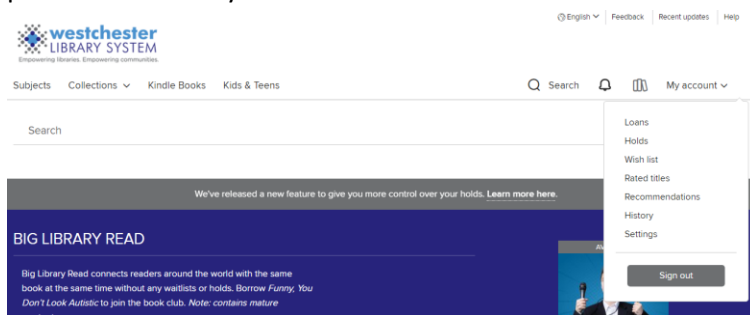 English Feedback Recent updates Help
westchester
LIBRARY SYSTEM
Empowering libraries. Empowering communities.
Subjects Collections Kindle Books Kids & Teens Search My account
Search
Loans
Holds
Wish list
Rated titles
Recommendations
History
Settings
Sign out
We've released a new feature to give you more control over your holds. Learn more here.
BIG LIBRARY READ
Big Library Read connects readers around the world with the same
book at the same time without any waitlists or holds. Borrow Funny, You
Don't Look Autistic to join the book club. Note: contains mature